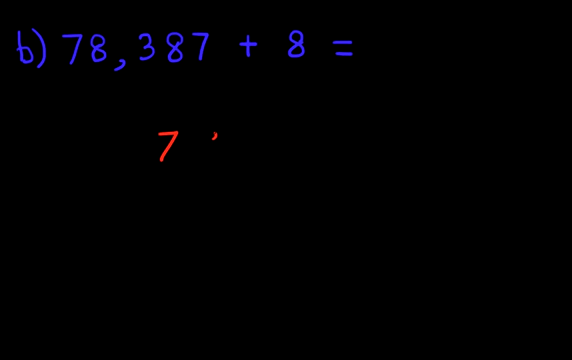 b) 78,387 + 8 =
7